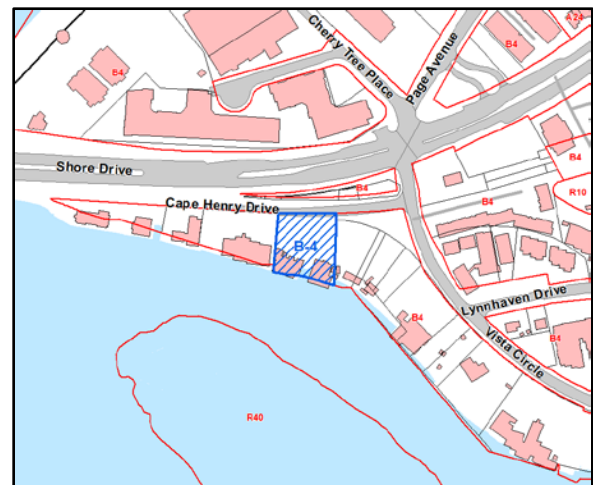 A24
B4
B4
Cherry Tree Place
Page Avenue
B4
Shore Drive
B4
R10
B4
Cape Henry Drive
B4
B-4
Lynnhaven Drive
B4
B4
Vista Circle
R40